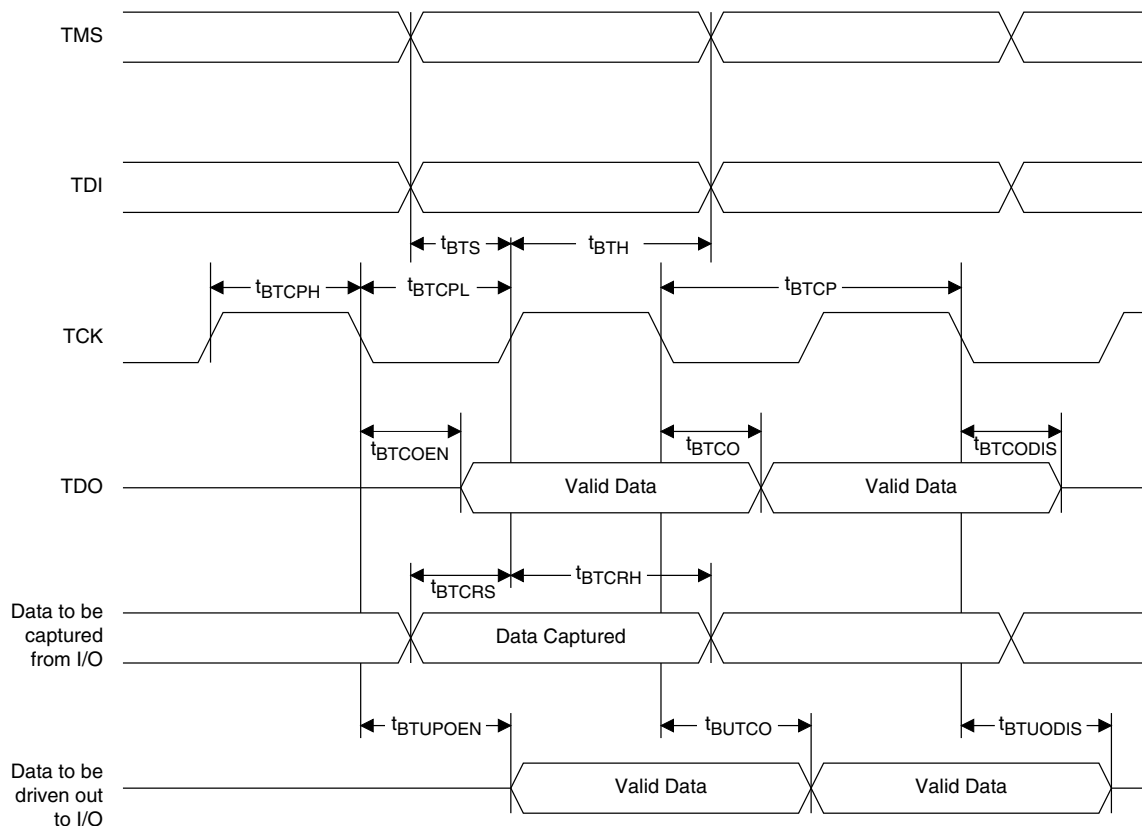 TMS
TDI
tBTS
tBTH
tBTCPH
tBTCPL
tBTCP
TCK
tBTCOEN
tBTCO
tBTCODIS
TDO
Valid Data
Valid Data
tBTCRS
tBTCRH
Data to be
captured
from I/O
Data Captured
tBTUPOEN
tBUTCO
tBTUODIS
Data to be
driven out
to I/O
Valid Data
Valid Data